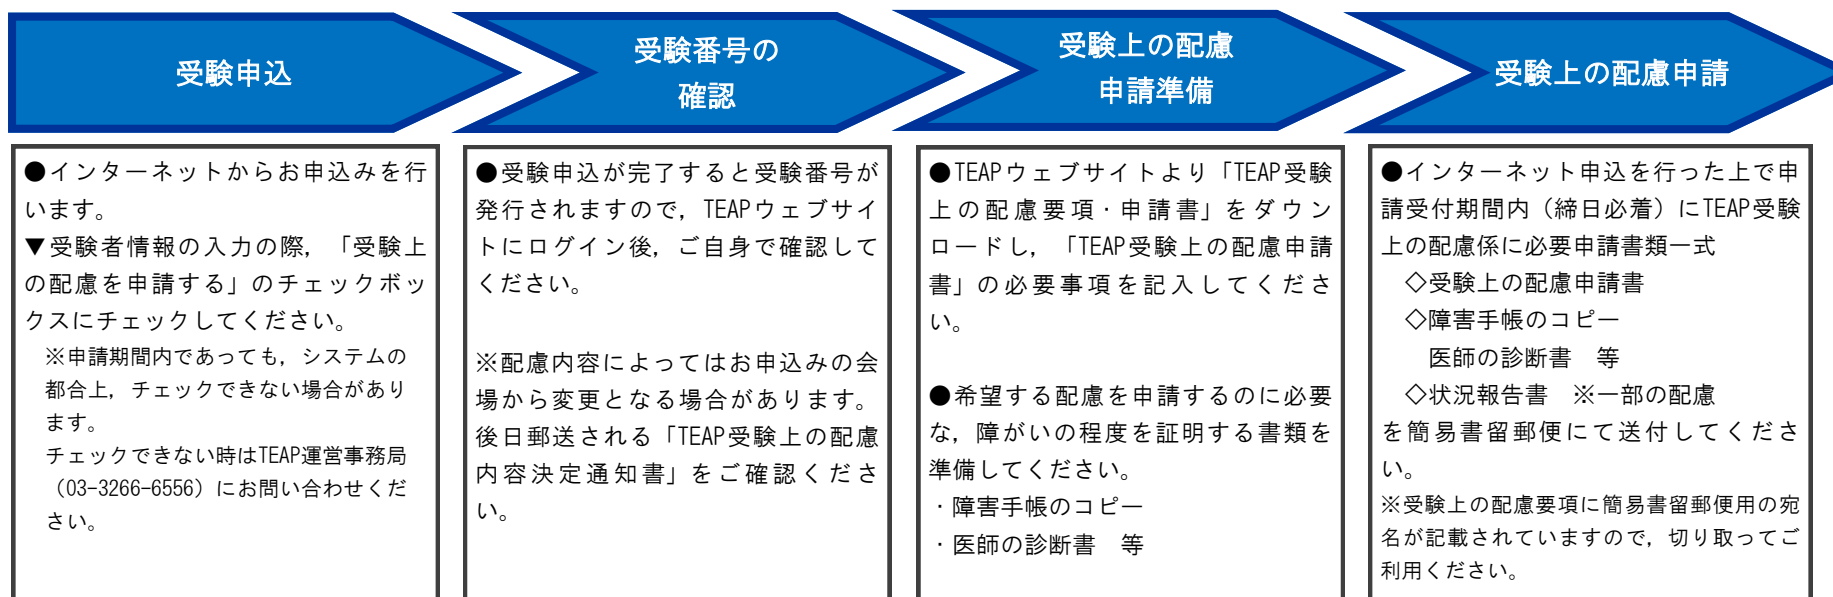 受験申込
受験番号の
確認
受験上の配慮
申請準備
受験上の配慮申請
●インターネットからお申込みを行
います。
▼受験者情報の入力の際，「受験上
の配慮を申請する」のチェックボッ
クスにチェックしてください。
※申請期間内であっても，システムの
都合上，チェックできない場合があり
ます。
チェックできない時はTEAP運営事務局
（03-3266-6556）にお問い合わせくだ
さい。
●受験申込が完了すると受験番号が
発行されますので，TEAPウェブサイ
トにログイン後，ご自身で確認して
ください。
※配慮内容によってはお申込みの会
場から変更となる場合があります。
後日郵送される「TEAP受験上の配慮
内容決定通知書」をご確認くださ
い。
●TEAPウェブサイトより「TEAP受験
上の配慮要項・申請書」をダウン
ロードし，「TEAP受験上の配慮申請
書」の必要事項を記入してくださ
い。
●希望する配慮を申請するのに必要
な，障がいの程度を証明する書類を
準備してください。
・障害手帳のコピー
・医師の診断書　等
●インターネット申込を行った上で申
請受付期間内（締日必着）にTEAP受験
上の配慮係に必要申請書類一式
◇受験上の配慮申請書
◇障害手帳のコピー
医師の診断書　等
◇状況報告書　※一部の配慮
を簡易書留郵便にて送付してくださ
い。
※受験上の配慮要項に簡易書留郵便用の宛
名が記載されていますので，切り取ってご
利用ください。